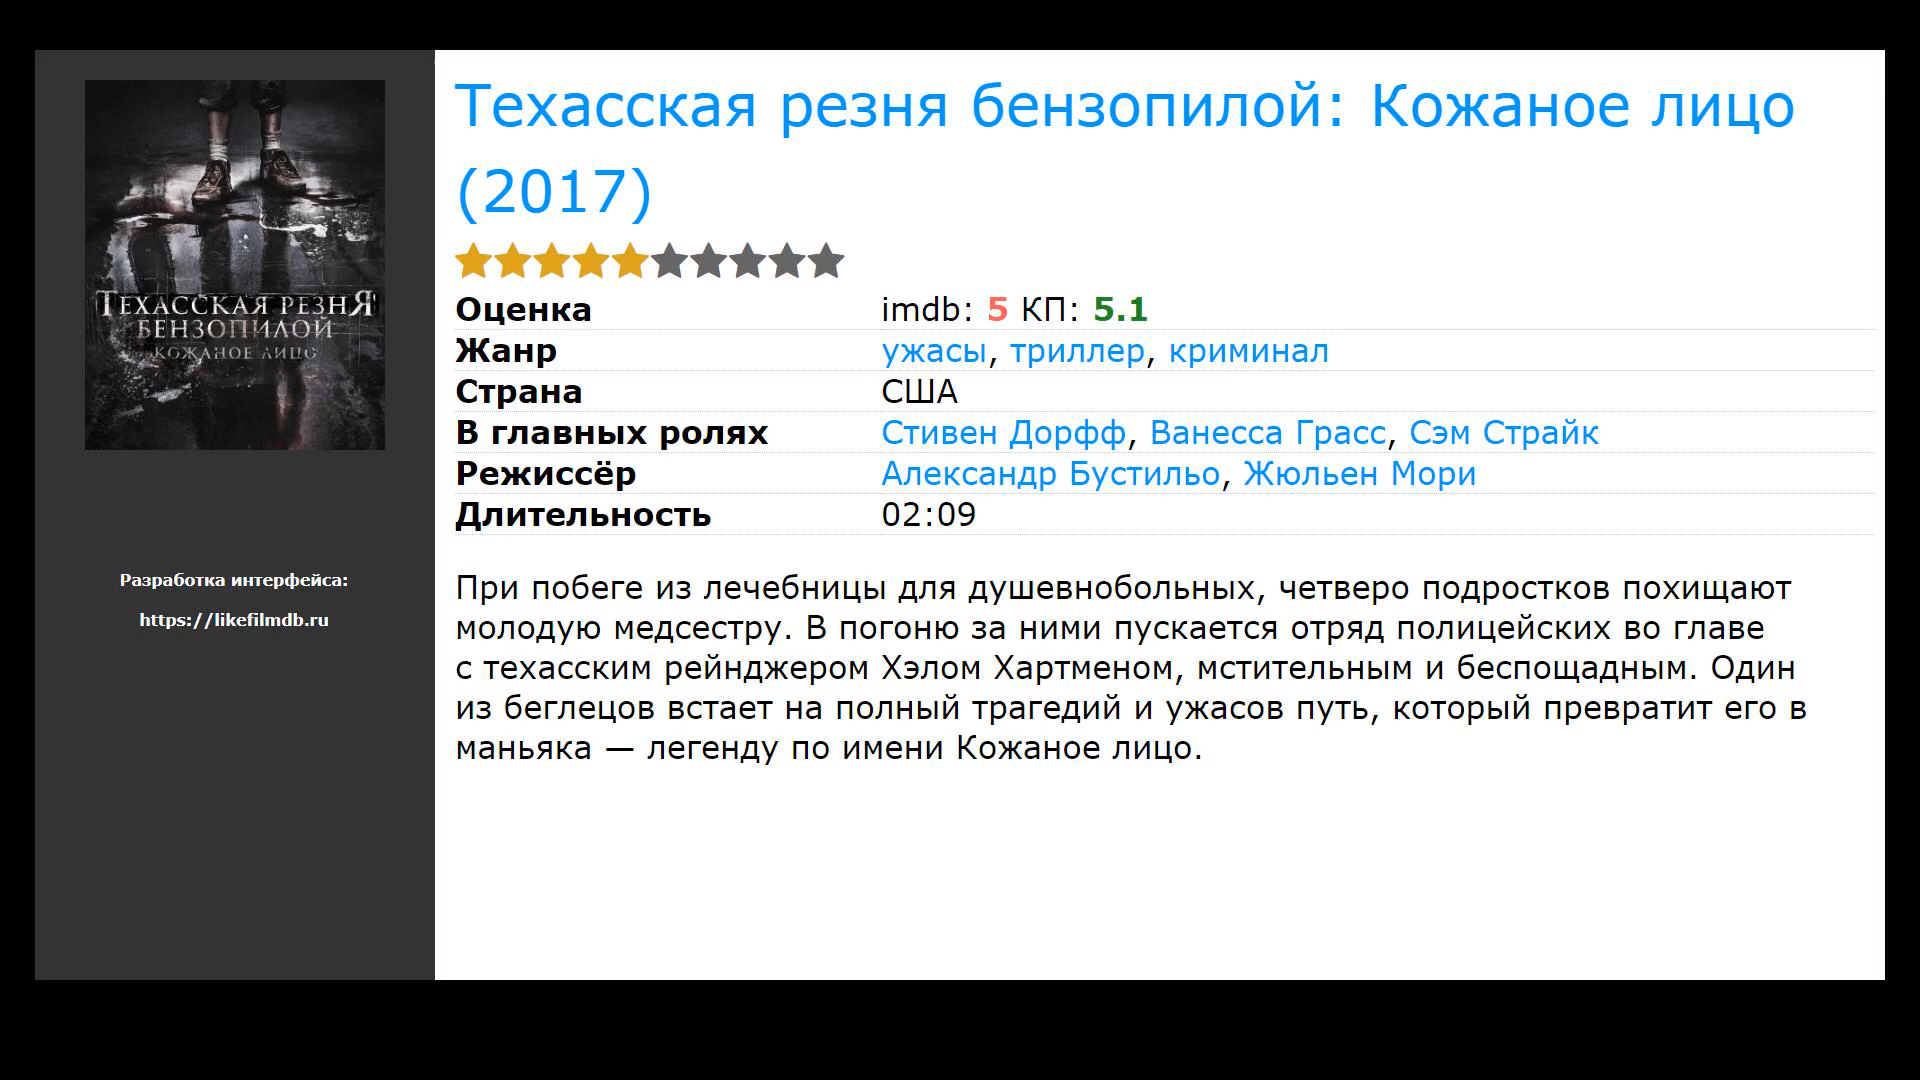 ТЕХАССКАЯ РЕЗНЯ
БЕНЗОПИЛОЙ
КОЖАНОЕ ЛИЦО
Разработка интерфейса:
https://likefilmdb.ru
Техасская резня бензопилой: Кожаное лицо
(2017)
Оценка imdb: 5 КП: 5.1
Жанр ужасы, триллер, криминал
Страна США
В главных ролях Стивен Дорфф, Ванесса Грасс, Сэм Страйк
Режиссёр Александр Бустильо, Жюльен Мори
Длительность 02:09
При побеге из лечебницы для душевнобольных, четверо подростков похищают
молодую медсестру. В погоню за ними пускается отряд полицейских во главе
с техасским рейнджером Хэлом Хартменом, мстительным и беспощадным. Один
из беглецов встает на полный трагедий и ужасов путь, который превратит его в
маньяка — легенду по имени Кожаное лицо.